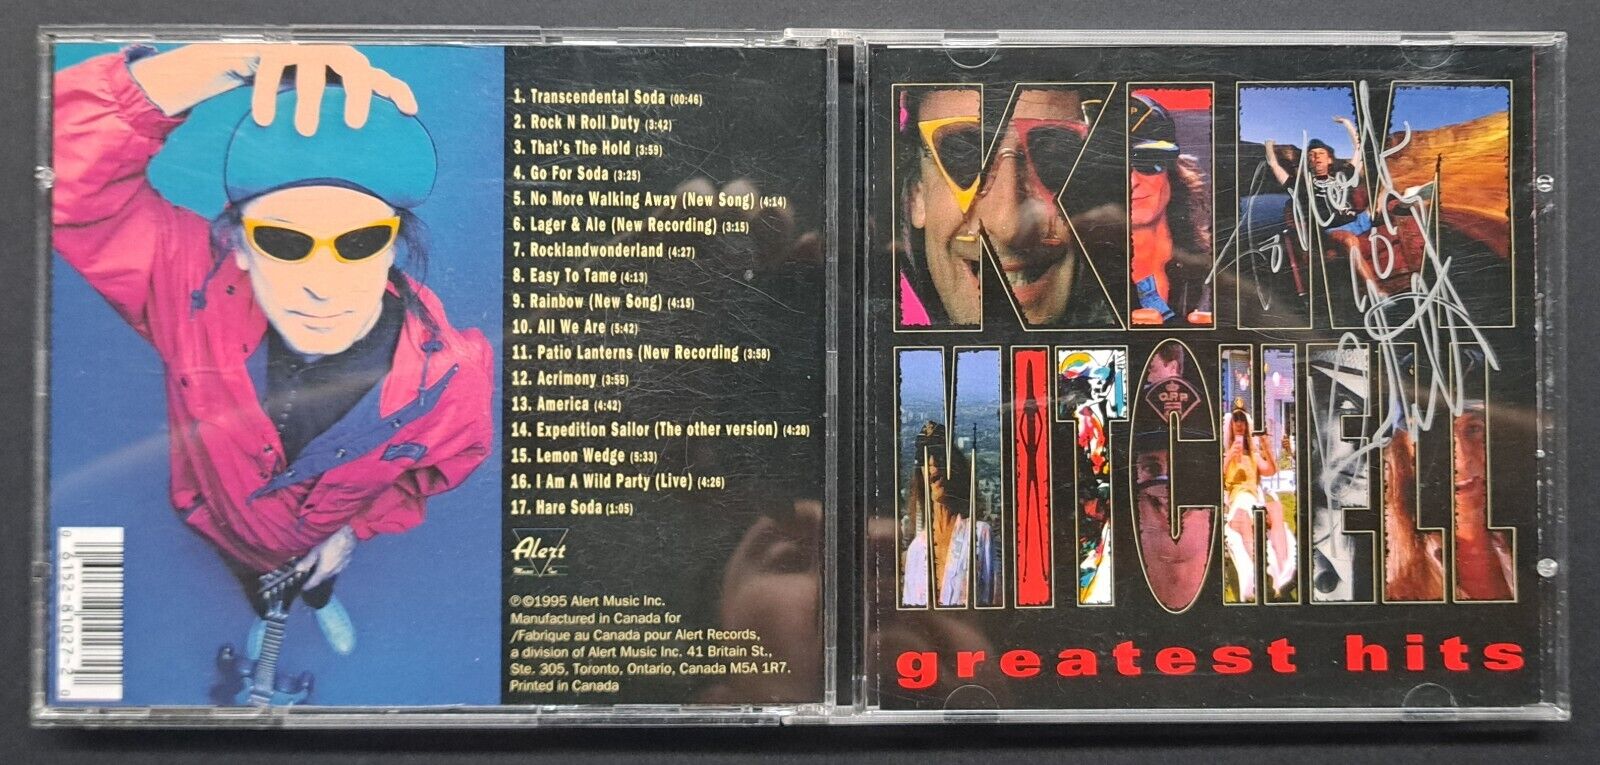 1. Transcendental Soda (00:46)
2. Rock N Roll Duty (3:42)
3. That's The Hold (3:59)
4. Go For Soda (3:25)
5. No More Walking Away (New Song) (4:14)
6. Lager & Ale (New Recording) (3:15)
7. Rocklandwonderland (4:27)
8. Easy To Tame (4:13)
9. Rainbow (New Song) (4:15)
10. All We Are (5:42)
11. Patio Lanterns (New Recording (3:58)
12. Acrimony (3:55)
13. America (4:42)
14. Expedition Sailor (The other version) (4:28)
15. Lemon Wedge (5:33)
16. I Am A Wild Party (Live) (4:26)
17. Hare Soda (1:05)
Alert
Music Inc
℗©1995 Alert Music Inc.
Manufactured in Canada for
/Fabrique au Canada pour Alert Records,
a division of Alert Music Inc. 41 Britain St.,
Ste. 305, Toronto, Ontario, Canada M5A 1R7.
Printed in Canada
0 6152-81027-2 0
KIM
MITCHELL
O.P.P.
greatest hits